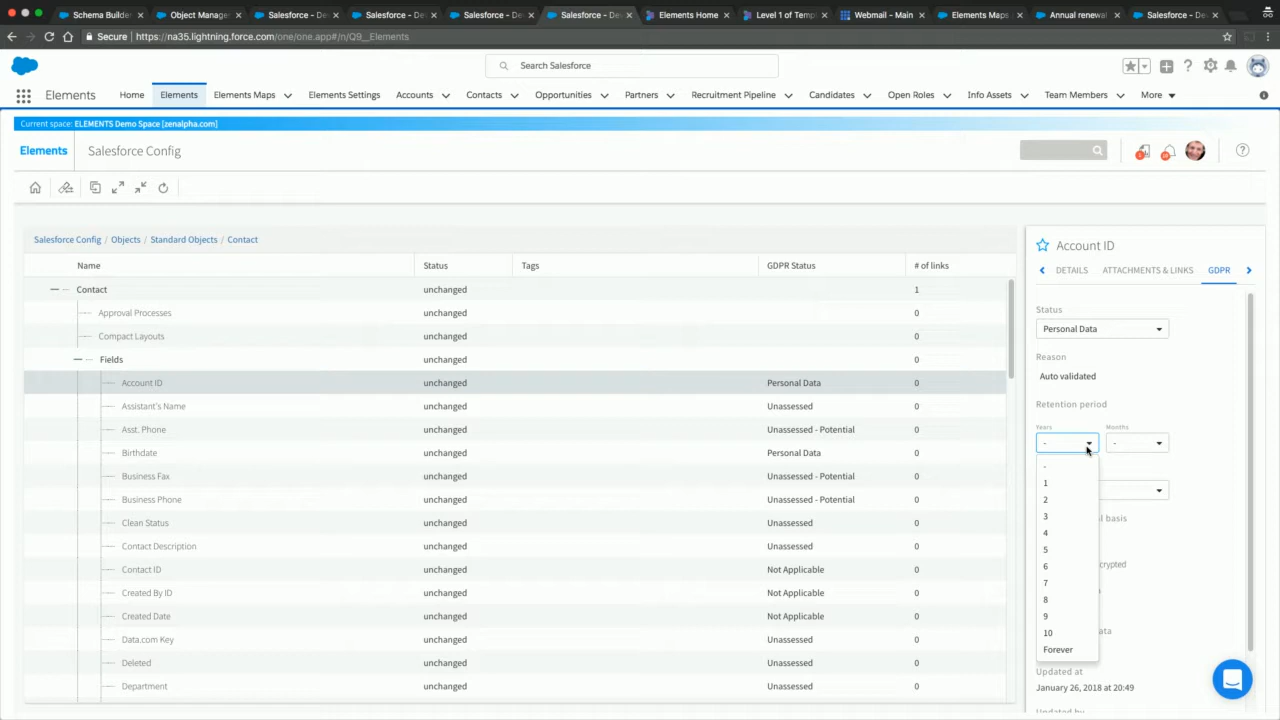 Schema Builder
Object Manage
Salesforce - De
Salesforce - De
Salesforce - De
Salesforce - De
Elements Home
Level 1 of Temp
Webmail - Main
Elements Maps
Annual renewal
Salesforce - De
Secure https://na35.lightning.force.com/one/one.app#/n/Q9__Elements
Search Salesforce
Elements Home Elements Elements Maps Elements Settings Accounts Contacts Opportunities Partners Recruitment Pipeline Candidates Open Roles Info Assets Team Members More
Current space: ELEMENTS Demo Space [zenalpha.com]
Elements Salesforce Config
Salesforce Config / Objects / Standard Objects / Contact
Name Status Tags GDPR Status # of links
Contact unchanged 1
Approval Processes unchanged 0
Compact Layouts unchanged 0
Fields unchanged 0
Account ID unchanged Personal Data 0
Assistant's Name unchanged Unassessed 0
Asst. Phone unchanged Unassessed - Potential 0
Birthdate unchanged Personal Data 0
Business Fax unchanged Unassessed - Potential 0
Business Phone unchanged Unassessed - Potential 0
Clean Status unchanged Unassessed 0
Contact Description unchanged Unassessed 0
Contact ID unchanged Not Applicable 0
Created By ID unchanged Not Applicable 0
Created Date unchanged Not Applicable 0
Data.com Key unchanged Unassessed 0
Deleted unchanged Unassessed 0
Department unchanged Unassessed 0
Account ID
DETAILS ATTACHMENTS & LINKS GDPR
Status
Personal Data
Reason
Auto validated
Retention period
Years Months
- -
-
1
2
3
l basis
4
5
crypted
6
7
8
9
10
ata
Forever
Updated at
January 26, 2018 at 20:49
Updated by